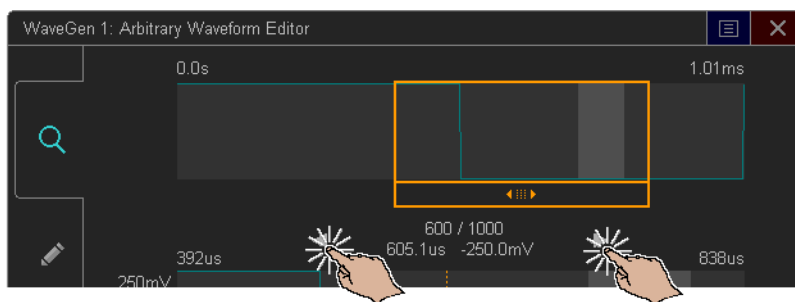 WaveGen 1: Arbitrary Waveform Editor
0.0s 1.01ms
600 / 1000
392us 605.1us -250.0mV 838us
250mV